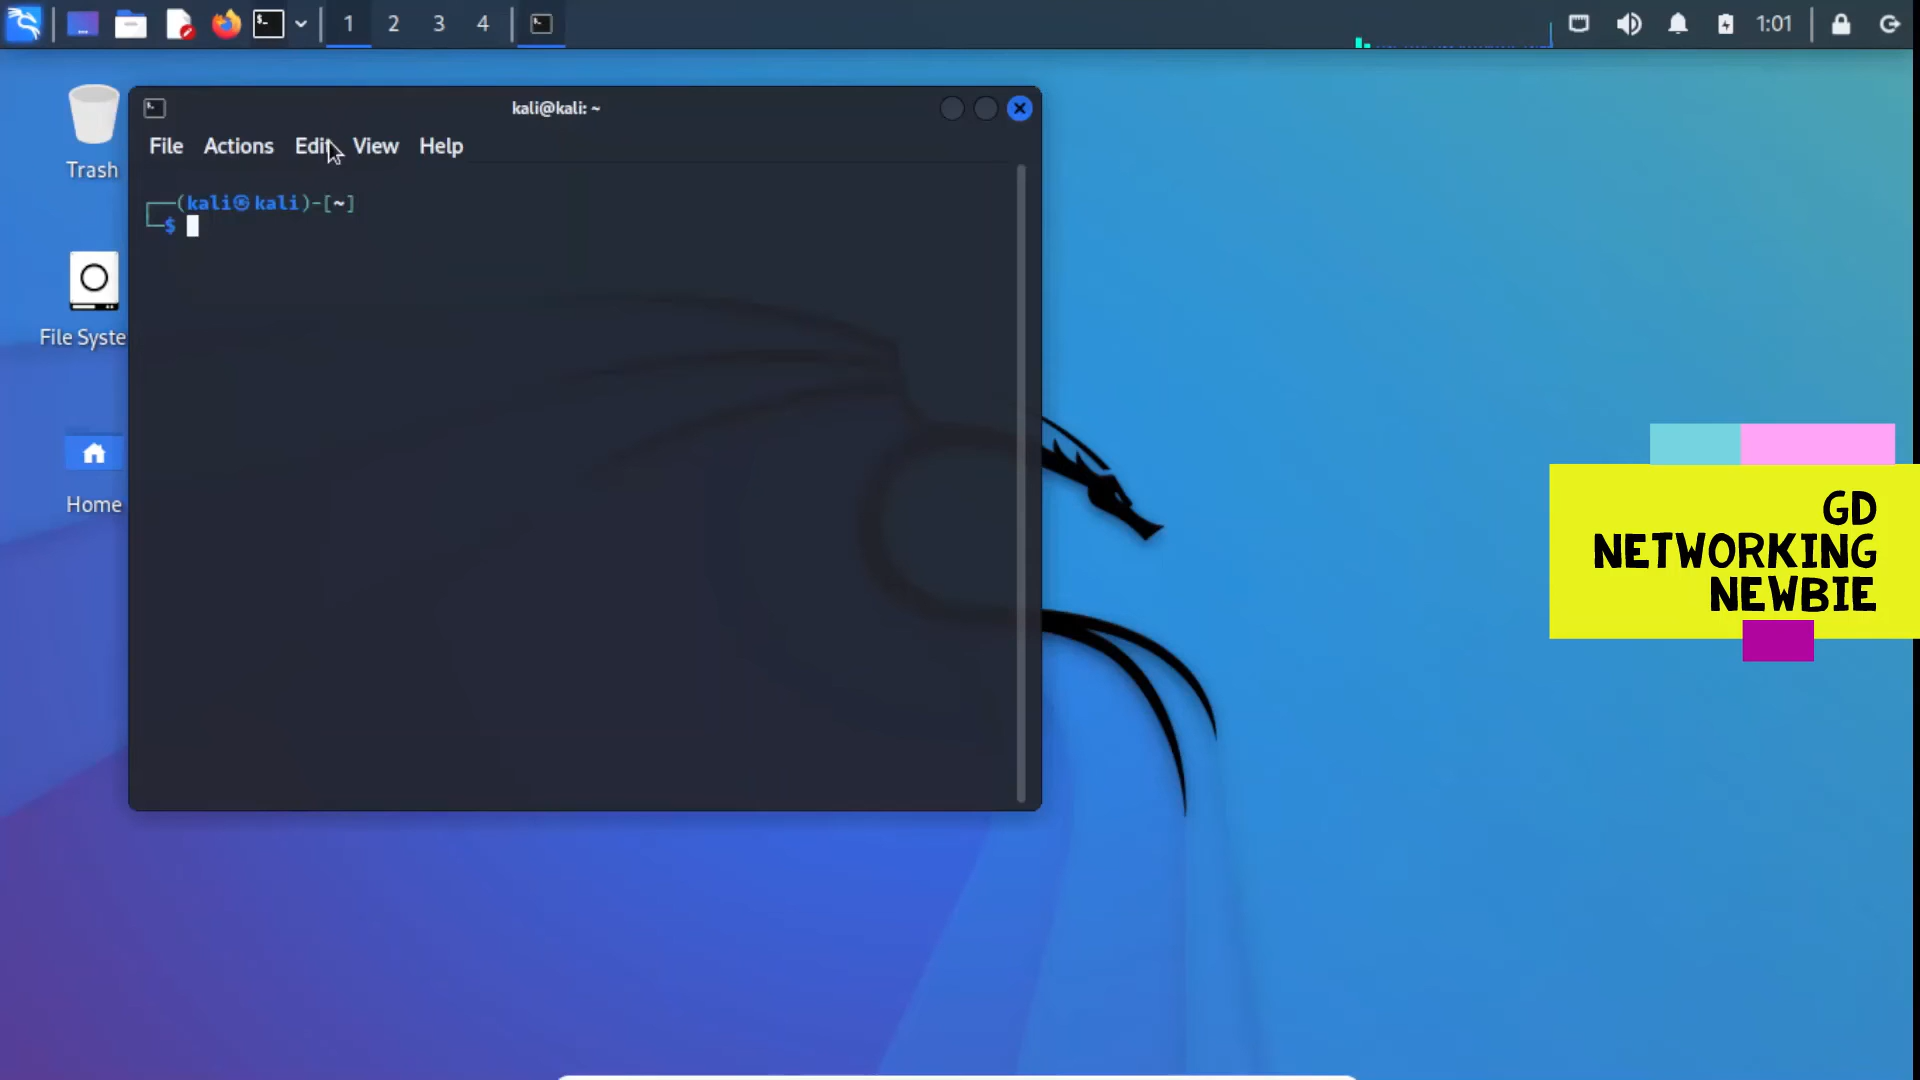 1 2 3 4 1:01
kali@kali: ~
File Actions Edit View Help
Trash
┌──(kali㉿kali)-[~]
└─$
File Syste
Home
GD
NETWORKING
NEWBIE